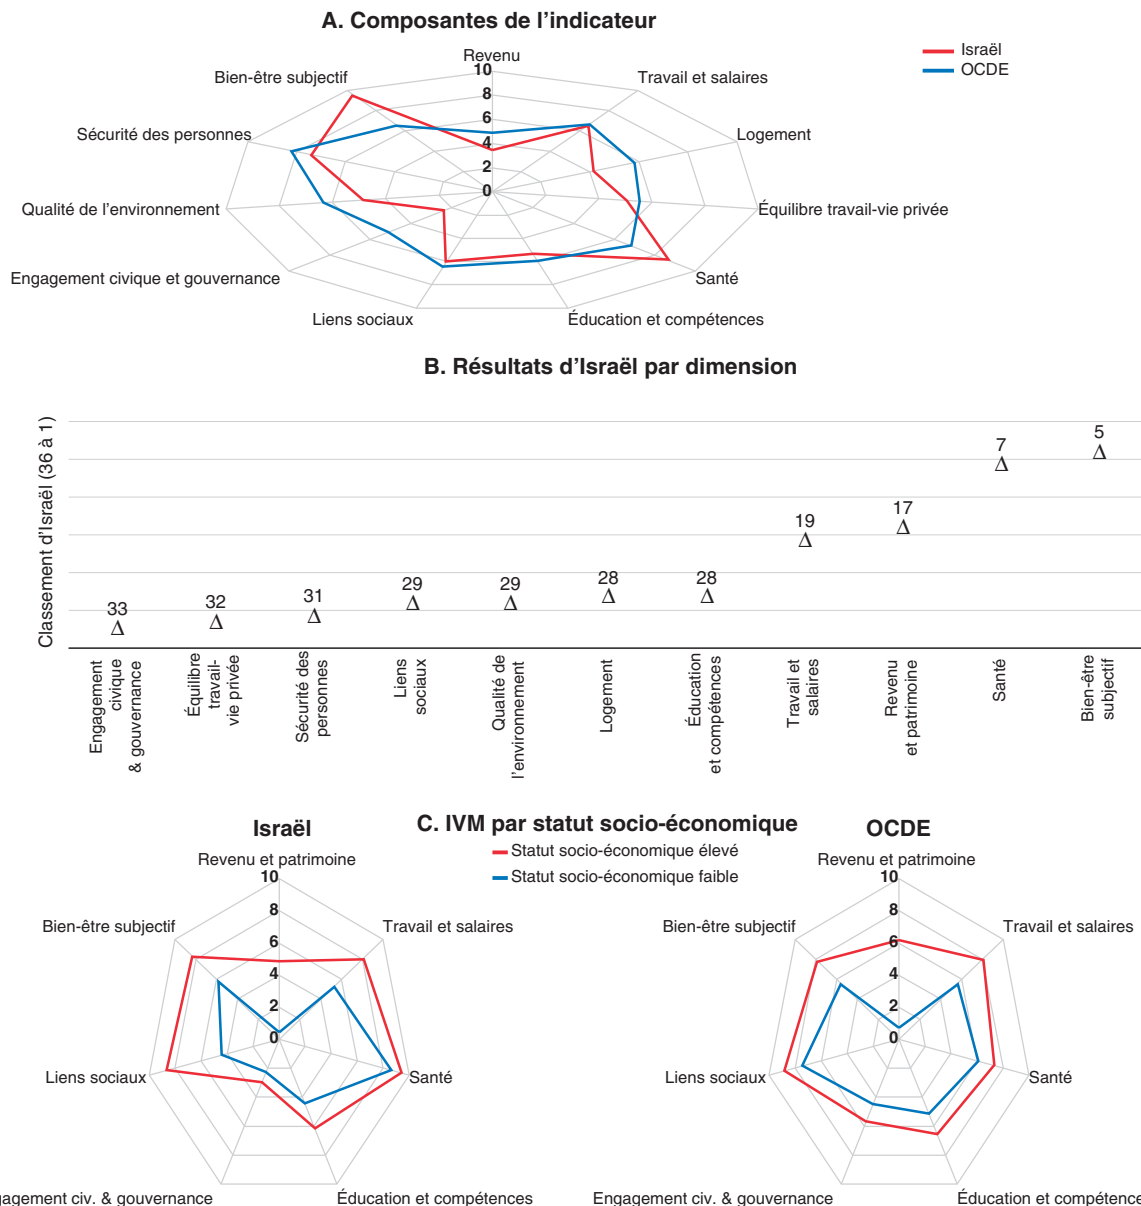 A. Composantes de l'indicateur
Israël
OCDE
Revenu
Travail et salaires
Logement
Équilibre travail-vie privée
Santé
Éducation et compétences
Liens sociaux
Engagement civique et gouvernance
Qualité de l'environnement
Sécurité des personnes
Bien-être subjectif
10
8
6
4
2
0
B. Résultats d'Israël par dimension
Classement d'Israël (36 à 1)
33
32
31
29
29
28
28
19
17
7
5
Engagement
civique
& gouvernance
Équilibre
travail-
vie privée
Sécurité des
personnes
Liens
sociaux
Qualité de
l'environnement
Logement
Éducation
et compétences
Travail et
salaires
Revenu
et patrimoine
Santé
Bien-être
subjectif
C. IVM par statut socio-économique
Statut socio-économique élevé
Statut socio-économique faible
Israël
Revenu et patrimoine
Travail et salaires
Santé
Éducation et compétences
gagement civ. & gouvernance
Liens sociaux
Bien-être subjectif
10
8
6
4
2
0
OCDE
Revenu et patrimoine
Travail et salaires
Santé
Éducation et compétence
Engagement civ. & gouvernance
Liens sociaux
Bien-être subjectif
10
8
6
4
2
0